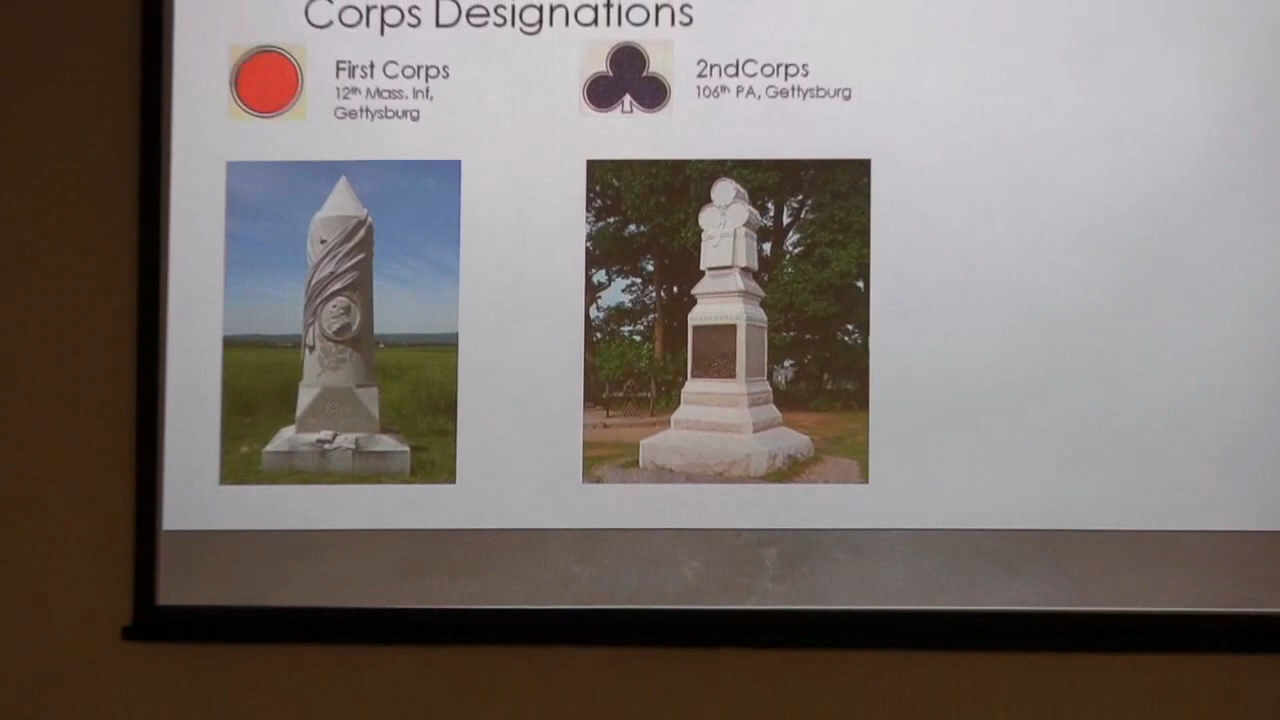 Corps Designations
First Corps
12th Mass. Inf,
Gettysburg
2ndCorps
106th PA, Gettysburg